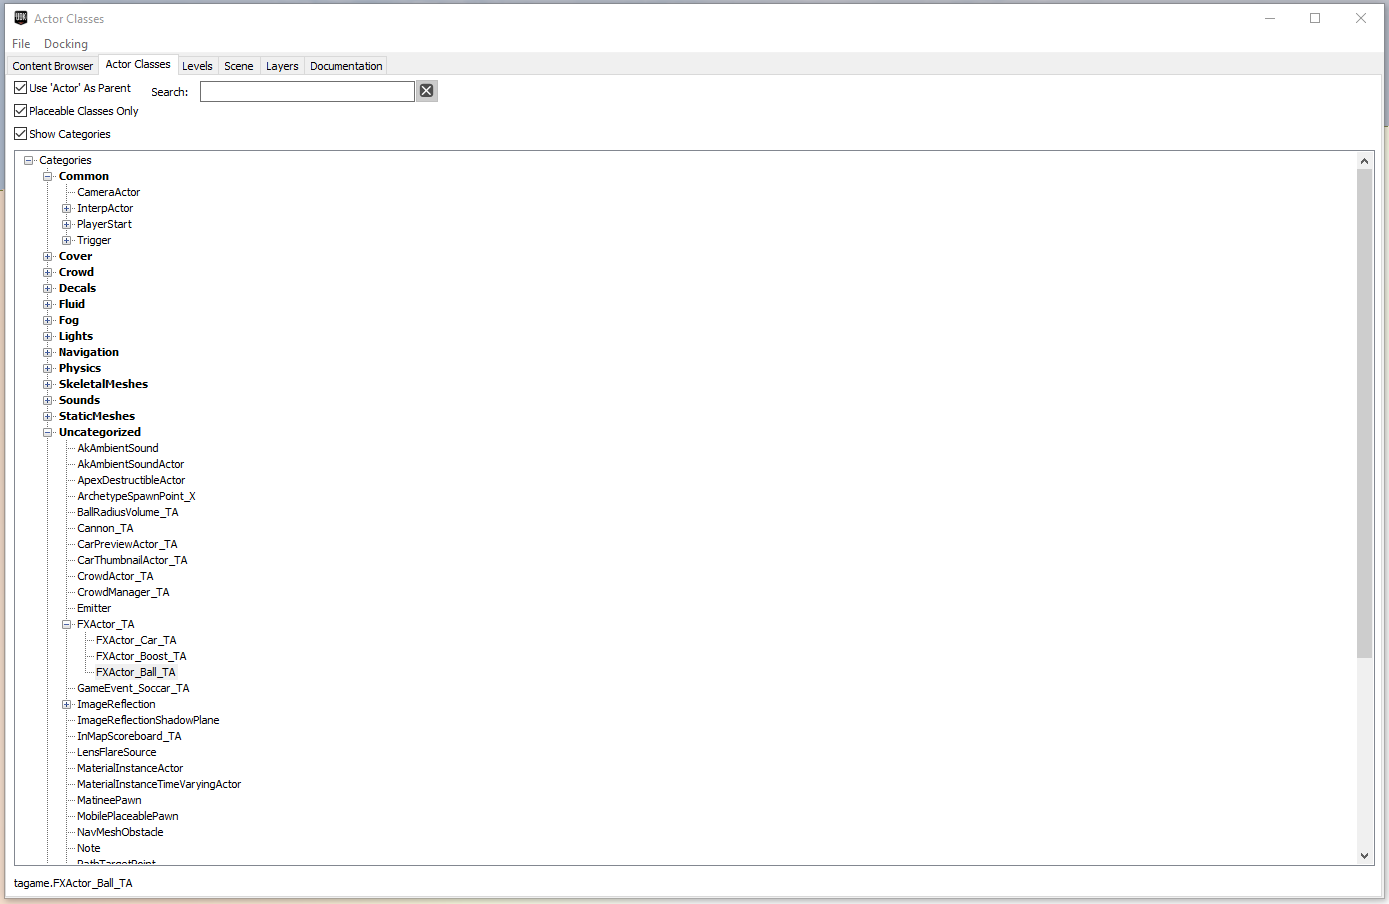 Actor Classes
File Docking
Content Browser Actor Classes Levels Scene Layers Documentation
Use 'Actor' As Parent Search:
Placeable Classes Only
Show Categories
Categories
Common
CameraActor
InterpActor
PlayerStart
Trigger
Cover
Crowd
Decals
Fluid
Fog
Lights
Navigation
Physics
SkeletalMeshes
Sounds
StaticMeshes
Uncategorized
AkAmbientSound
AkAmbientSoundActor
ApexDestructibleActor
ArchetypeSpawnPoint_X
BallRadiusVolume_TA
Cannon_TA
CarPreviewActor_TA
CarThumbnailActor_TA
CrowdActor_TA
CrowdManager_TA
Emitter
FXActor_TA
FXActor_Car_TA
FXActor_Boost_TA
FXActor_Ball_TA
GameEvent_Soccar_TA
ImageReflection
ImageReflectionShadowPlane
InMapScoreboard_TA
LensFlareSource
MaterialInstanceActor
MaterialInstanceTimeVaryingActor
MatineePawn
MobilePlaceablePawn
NavMeshObstacle
Note
PathTargetPoint
tagame.FXActor_Ball_TA